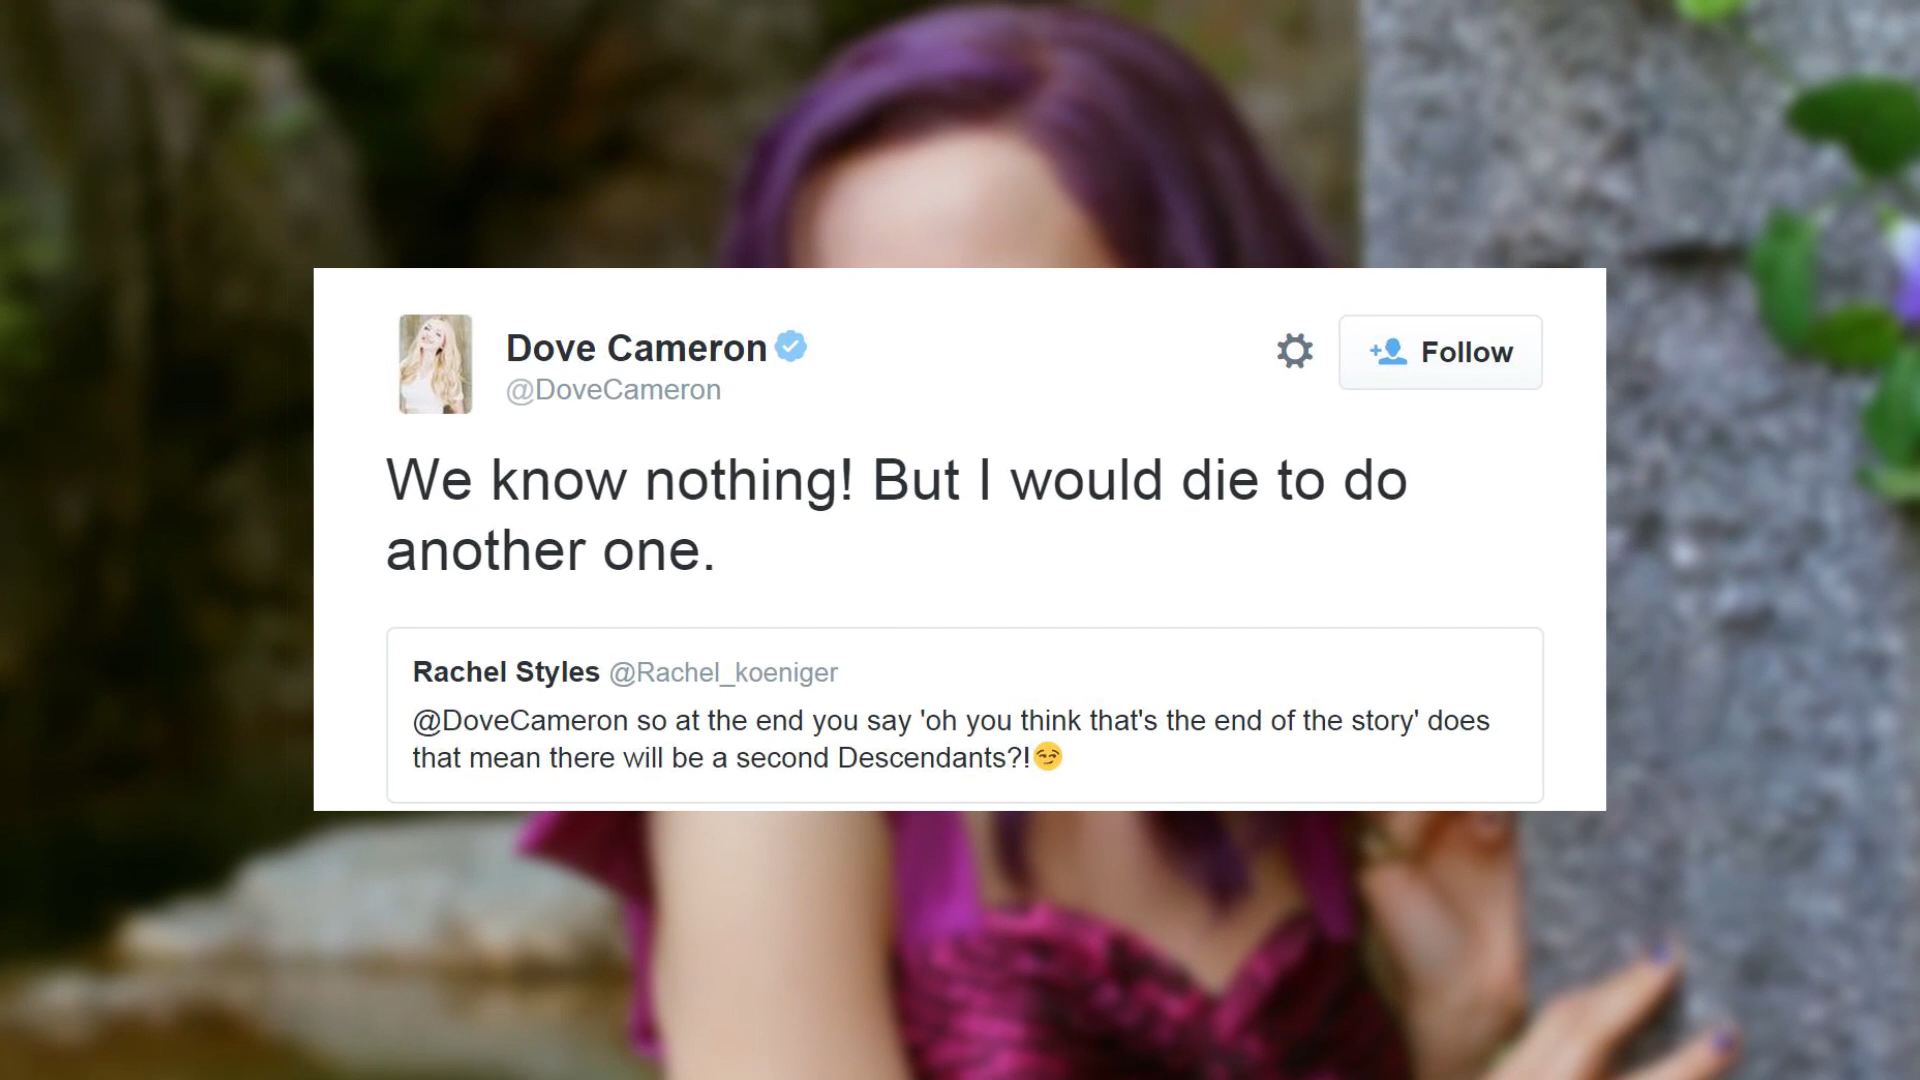 Dove Cameron
@DoveCameron
Follow
We know nothing! But I would die to do
another one.
Rachel Styles @Rachel_koeniger
@DoveCameron so at the end you say 'oh you think that's the end of the story' does
that mean there will be a second Descendants?!😏